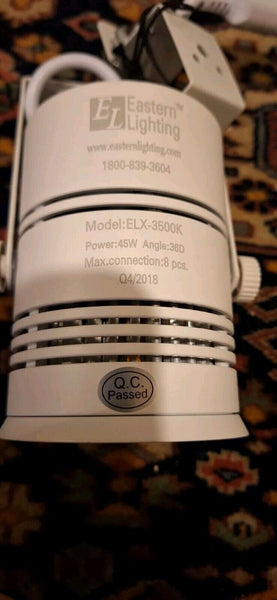 EL Eastern™
Lighting
www.easternlighting.com
1800-839-3604
Model:ELX-3500K
Power:45W Angle:36D
Max.connection:8 pcs.
Q4/2018
Q.C.
Passed